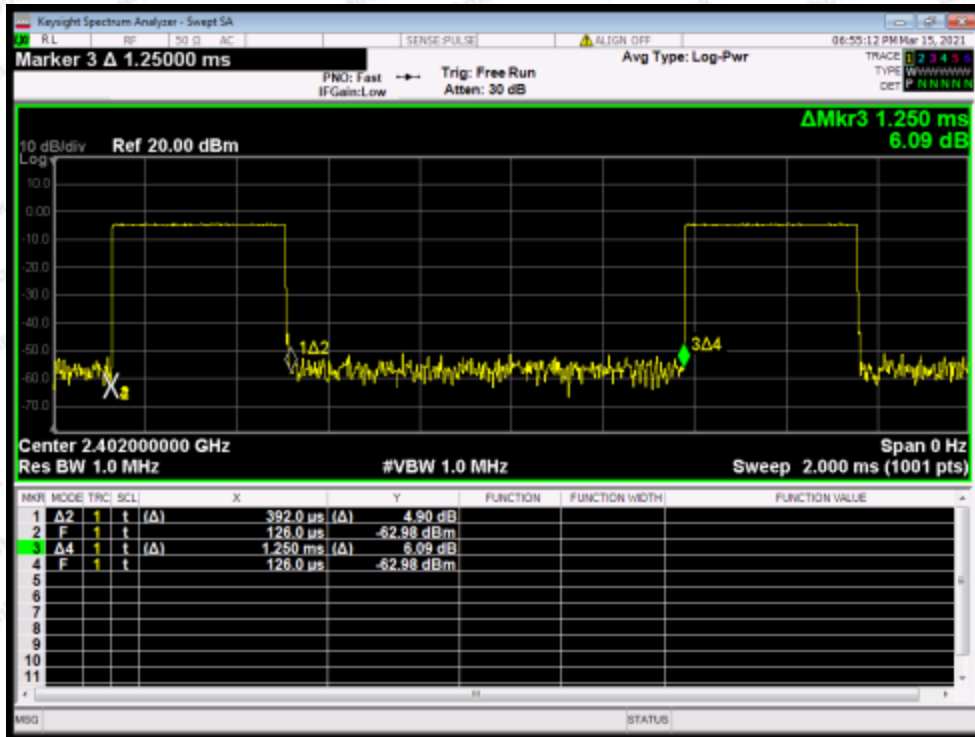 Keysight Spectrum Analyzer - Swept SA
RL RF 50 Ω AC SENSE:PULSE ALIGN OFF 06:55:12 PM Mar 15, 2021
Marker 3 Δ 1.25000 ms
PNO: Fast Trig: Free Run Avg Type: Log-Pwr TRACE 1 2 3 4 5 6
IFGain:Low Atten: 30 dB TYPE WWWWWW
DET P N N N N N
ΔMkr3 1.250 ms
6.09 dB
10 dB/div Ref 20.00 dBm
Log
10.0
0.00
-10.0
-20.0
-30.0
-40.0
-50.0
-60.0
-70.0
1Δ2
3Δ4
Center 2.402000000 GHz Span 0 Hz
Res BW 1.0 MHz #VBW 1.0 MHz Sweep 2.000 ms (1001 pts)
MKR MODE TRC SCL X Y FUNCTION FUNCTION WIDTH FUNCTION VALUE
1 Δ2 1 t (Δ) 392.0 µs (Δ) 4.90 dB
2 F 1 t 126.0 µs -62.98 dBm
3 Δ4 1 t (Δ) 1.250 ms (Δ) 6.09 dB
4 F 1 t 126.0 µs -62.98 dBm
5
6
7
8
9
10
11
MSG STATUS